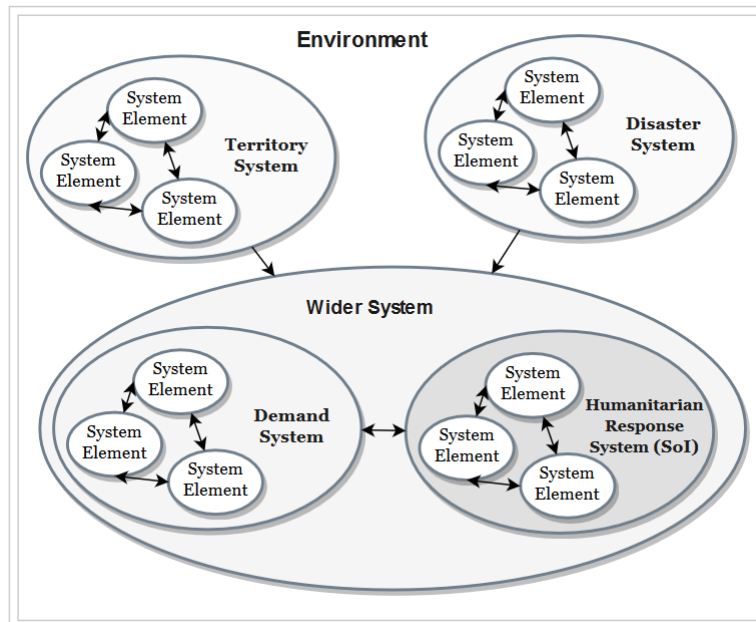 Environment
System
Element
System
Element
System
Element
Territory
System
System
Element
System
Element
System
Element
Disaster
System
Wider System
System
Element
System
Element
System
Element
Demand
System
System
Element
System
Element
System
Element
Humanitarian
Response
System (SoI)